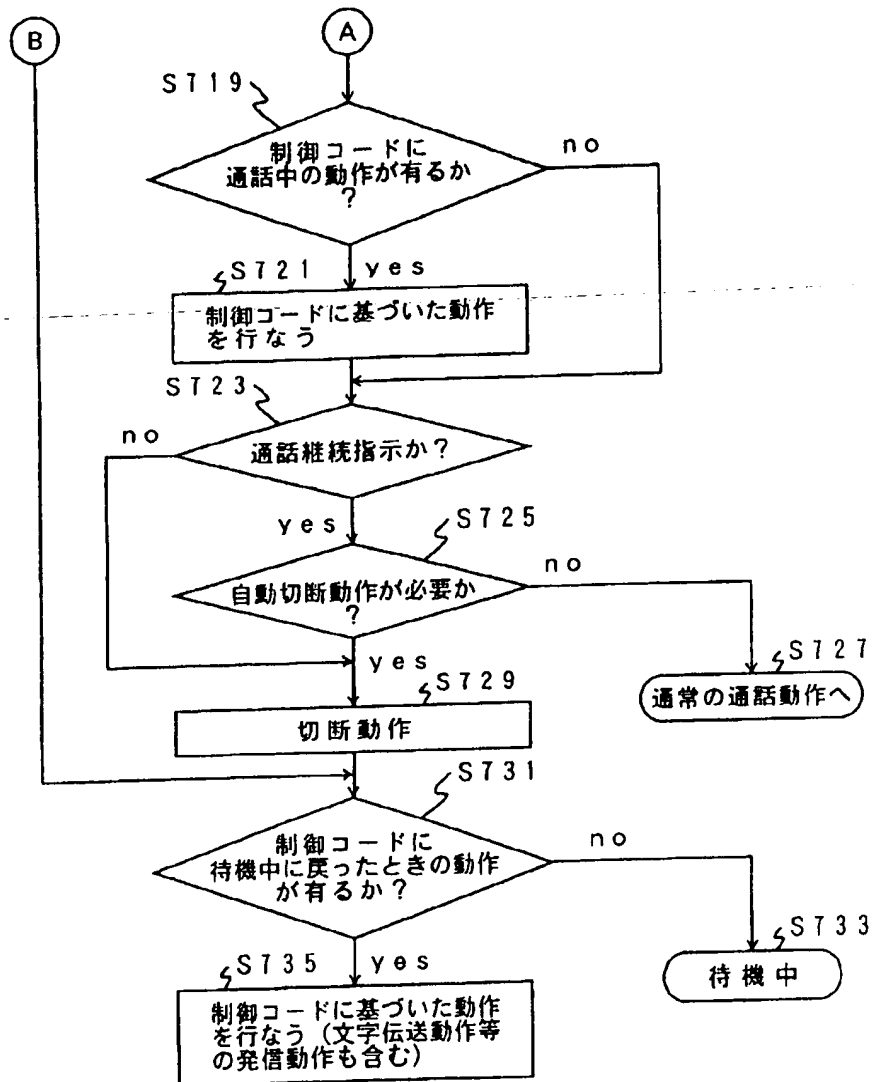 B
A
S719
制御コードに
通話中の動作が有るか
?
no
yes
S721
制御コードに基づいた動作
を行なう
S723
通話継続指示か?
no
yes
S725
自動切断動作が必要か
?
no
yes
S727
通常の通話動作へ
S729
切断動作
S731
制御コードに
待機中に戻ったときの動作
が有るか?
no
yes
S733
待機中
S735
制御コードに基づいた動作
を行なう(文字伝送動作等
の発信動作も含む)